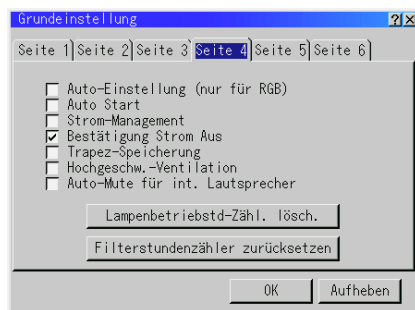 Grundeinstellung ? x
Seite 1 Seite 2 Seite 3 Seite 4 Seite 5 Seite 6
Auto-Einstellung (nur für RGB)
Auto Start
Strom-Management
Bestätigung Strom Aus
Trapez-Speicherung
Hochgeschw.-Ventilation
Auto-Mute für int. Lautsprecher
Lampenbetriebstd-Zähl. lösch.
Filterstundenzähler zurücksetzen
OK Aufheben